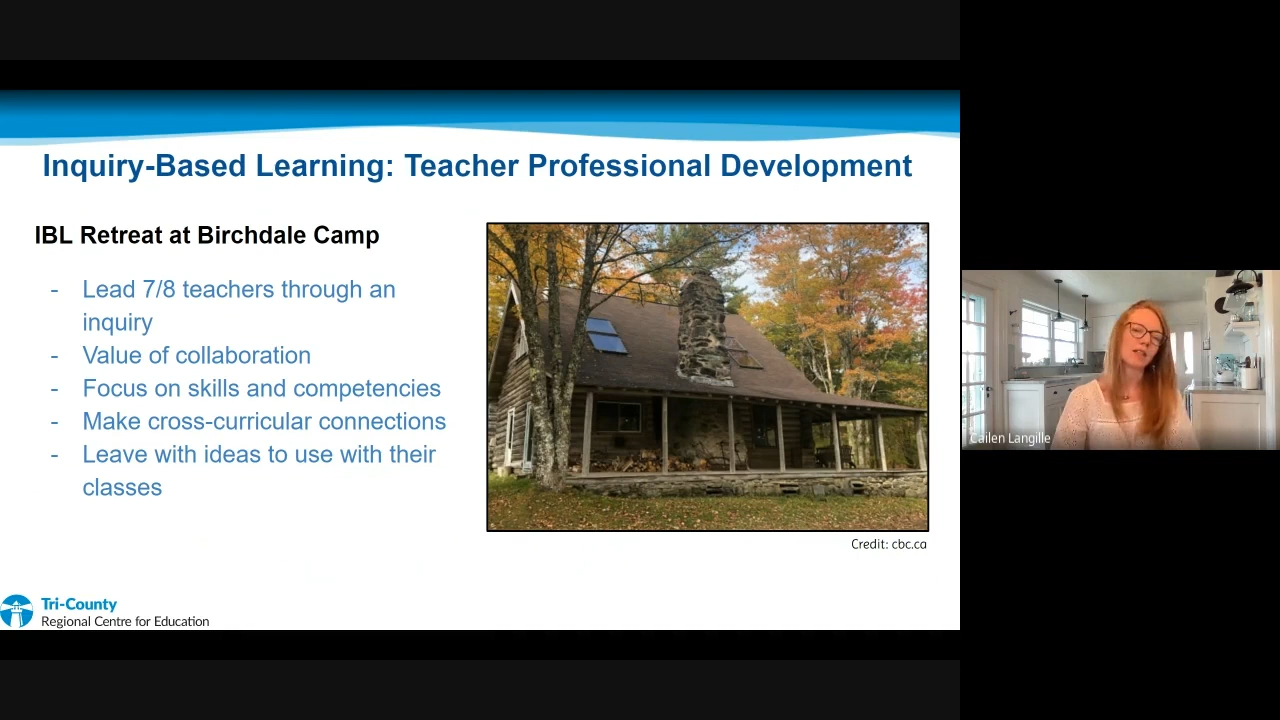 Inquiry-Based Learning: Teacher Professional Development
IBL Retreat at Birchdale Camp
- Lead 7/8 teachers through an
inquiry
- Value of collaboration
- Focus on skills and competencies
- Make cross-curricular connections
- Leave with ideas to use with their
classes
Credit: cbc.ca
Tri-County
Regional Centre for Education
Cailen Langille